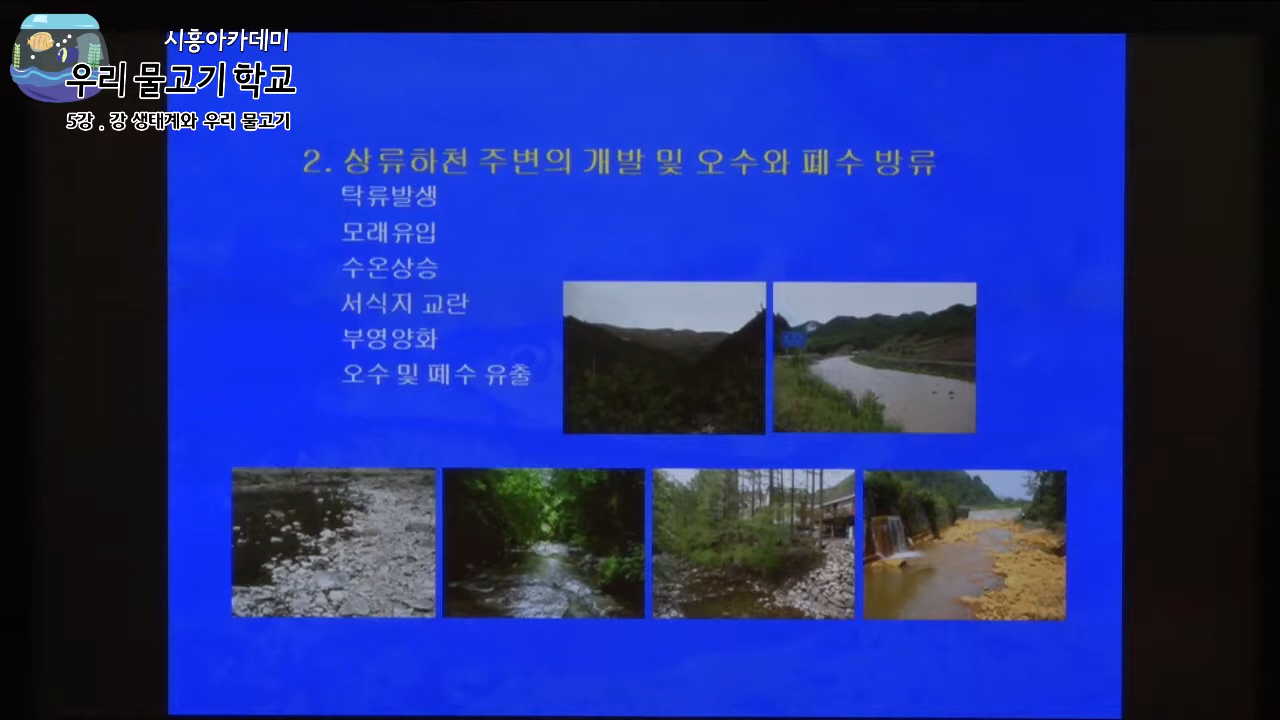 시흥아카데미
우리 물고기 학교
5강 . 강 생태계와 우리 물고기
2. 상류하천 주변의 개발 및 오수와 폐수 방류
탁류발생
모래유입
수온상승
서식지 교란
부영양화
오수 및 폐수 유출